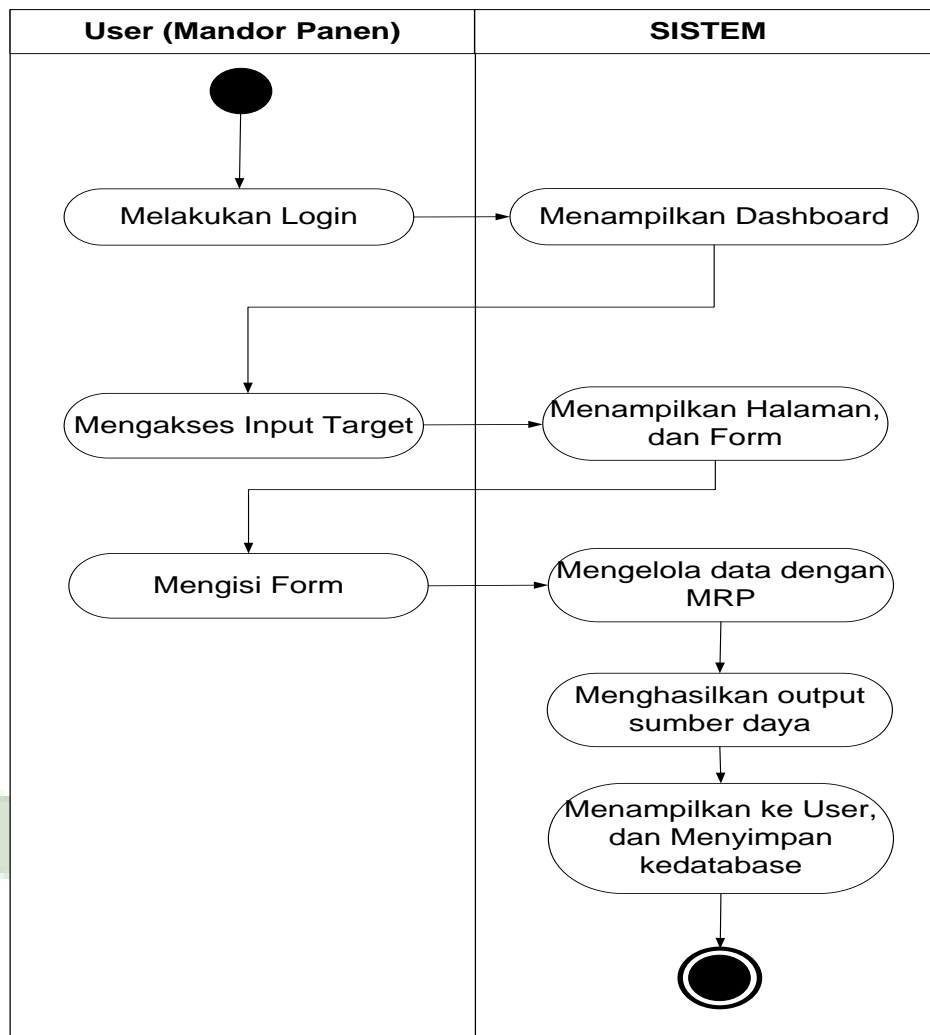 User (Mandor Panen)
SISTEM
Melakukan Login
Menampilkan Dashboard
Mengakses Input Target
Menampilkan Halaman,
dan Form
Mengisi Form
Mengelola data dengan
MRP
Menghasilkan output
sumber daya
Menampilkan ke User,
dan Menyimpan
kedatabase